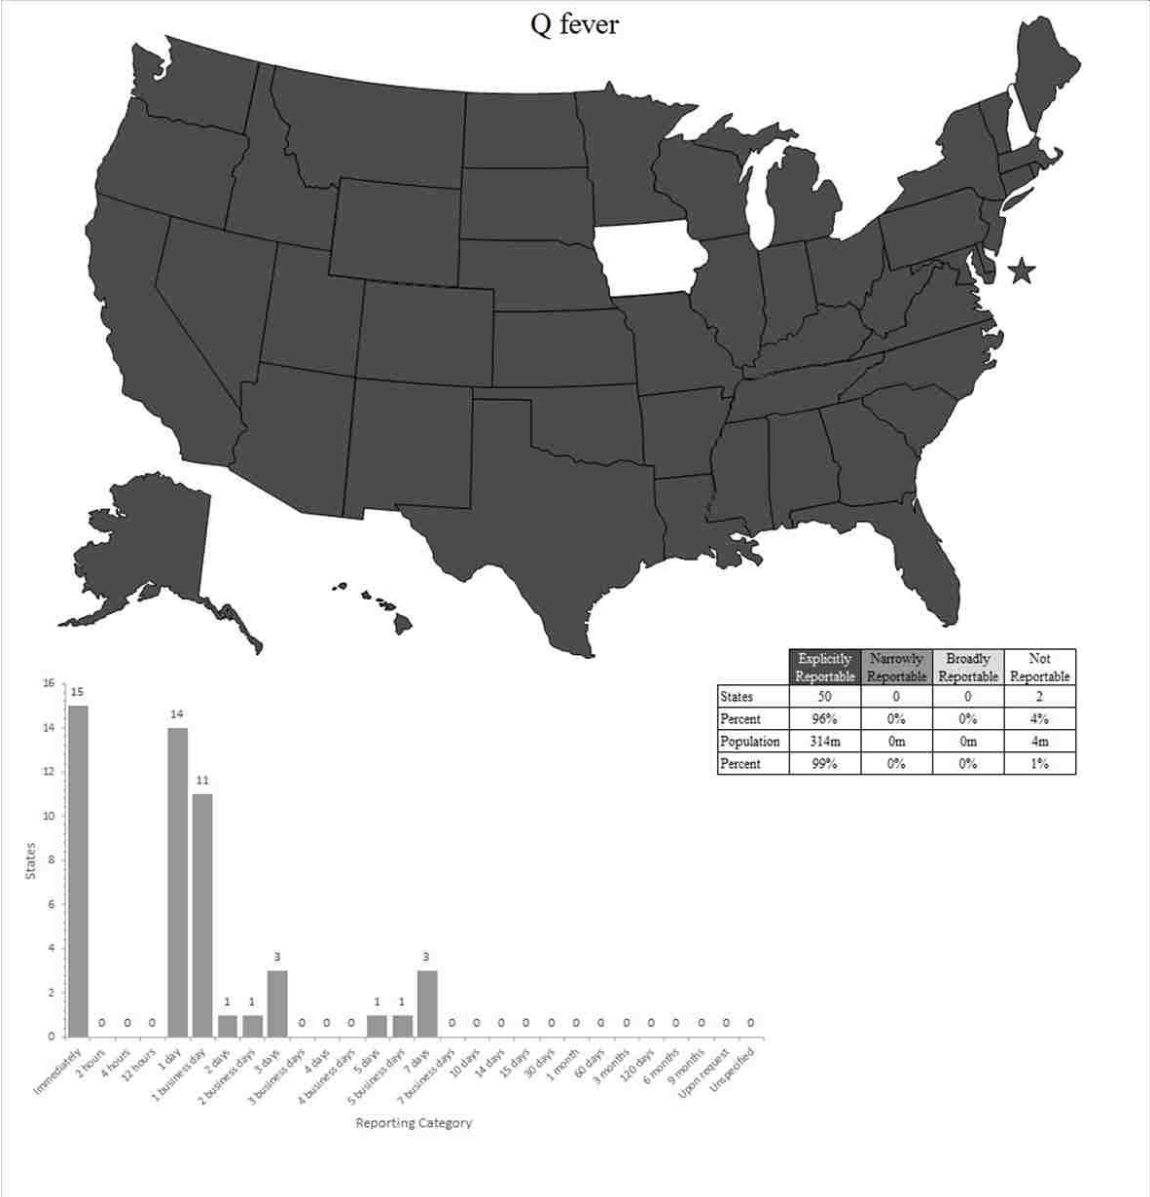 Q fever
Explicitly Reportable Narrowly Reportable Broadly Reportable Not Reportable
States 50 0 0 2
Percent 96% 0% 0% 4%
Population 314m 0m 0m 4m
Percent 99% 0% 0% 1%
16
14
12
10
8
6
4
2
0
States
15 0 0 0 14 11 1 1 3 0 0 0 1 1 3 0 0 0 0 0 0 0 0 0 0 0 0 0
Immediately
2 hours
4 hours
12 hours
1 day
1 business day
2 days
2 business days
3 days
3 business days
4 days
4 business days
5 days
5 business days
7 days
7 business days
10 days
14 days
15 days
30 days
1 month
60 days
3 months
120 days
6 months
9 months
Upon request
Unspecified
Reporting Category